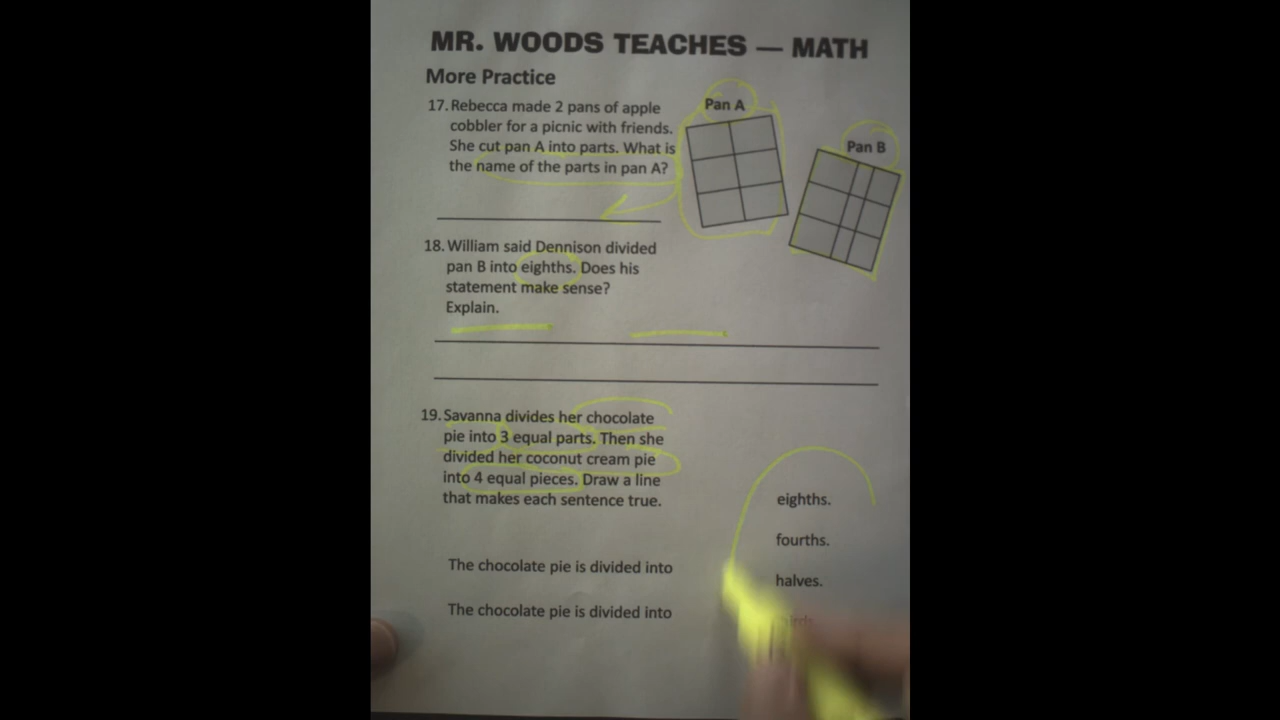 MR. WOODS TEACHES — MATH
More Practice
17. Rebecca made 2 pans of apple
cobbler for a picnic with friends.
She cut pan A into parts. What is
the name of the parts in pan A?
Pan A
Pan B
18. William said Dennison divided
pan B into eighths. Does his
statement make sense?
Explain.
19. Savanna divides her chocolate
pie into 3 equal parts. Then she
divided her coconut cream pie
into 4 equal pieces. Draw a line
that makes each sentence true.
eighths.
fourths.
The chocolate pie is divided into
halves.
The chocolate pie is divided into